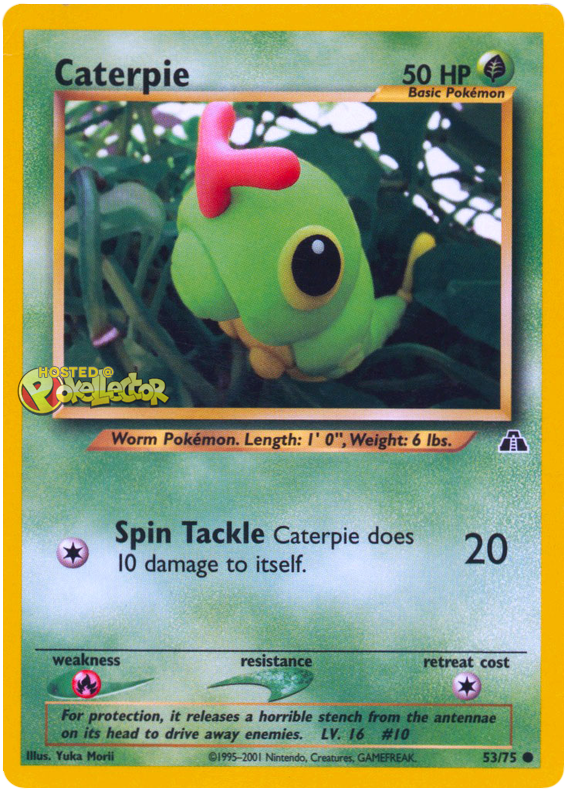 Caterpie
50 HP
Basic Pokémon
HOSTED @
Pokellector
Worm Pokémon. Length: 1' 0", Weight: 6 lbs.
Spin Tackle Caterpie does
10 damage to itself.
20
weakness
resistance
retreat cost
For protection, it releases a horrible stench from the antennae
on its head to drive away enemies. LV. 16 #10
Illus. Yuka Morii
©1995–2001 Nintendo, Creatures, GAMEFREAK.
53/75